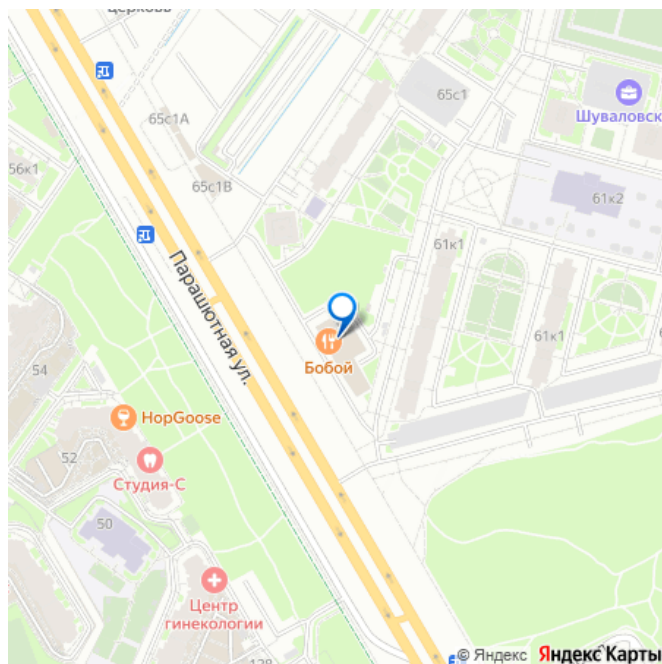 церковь
65с1
65с1А
Шуваловск
56к1
65с1В
61к2
61к1
Парашютная ул.
61к1
54
Бобой
HopGoose
52
Студия-С
50
Центр
гинекологии
© Яндекс Яндекс Карты